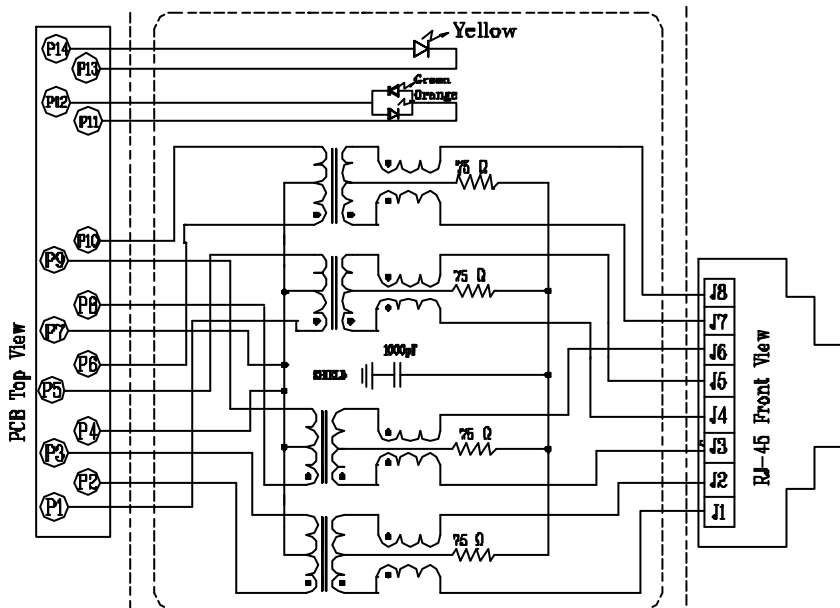 P14
Yellow
P13
Green
P12
Orange
P11
75 Ω
P10
P9
75 Ω
P8
J8
P7
J7
1000pF
J6
P6
SHIELD
J5
P5
J4
P4
75 Ω
J3
P3
J2
P2
P1
J1
75 Ω
PCB Top View
RJ-45 Front View